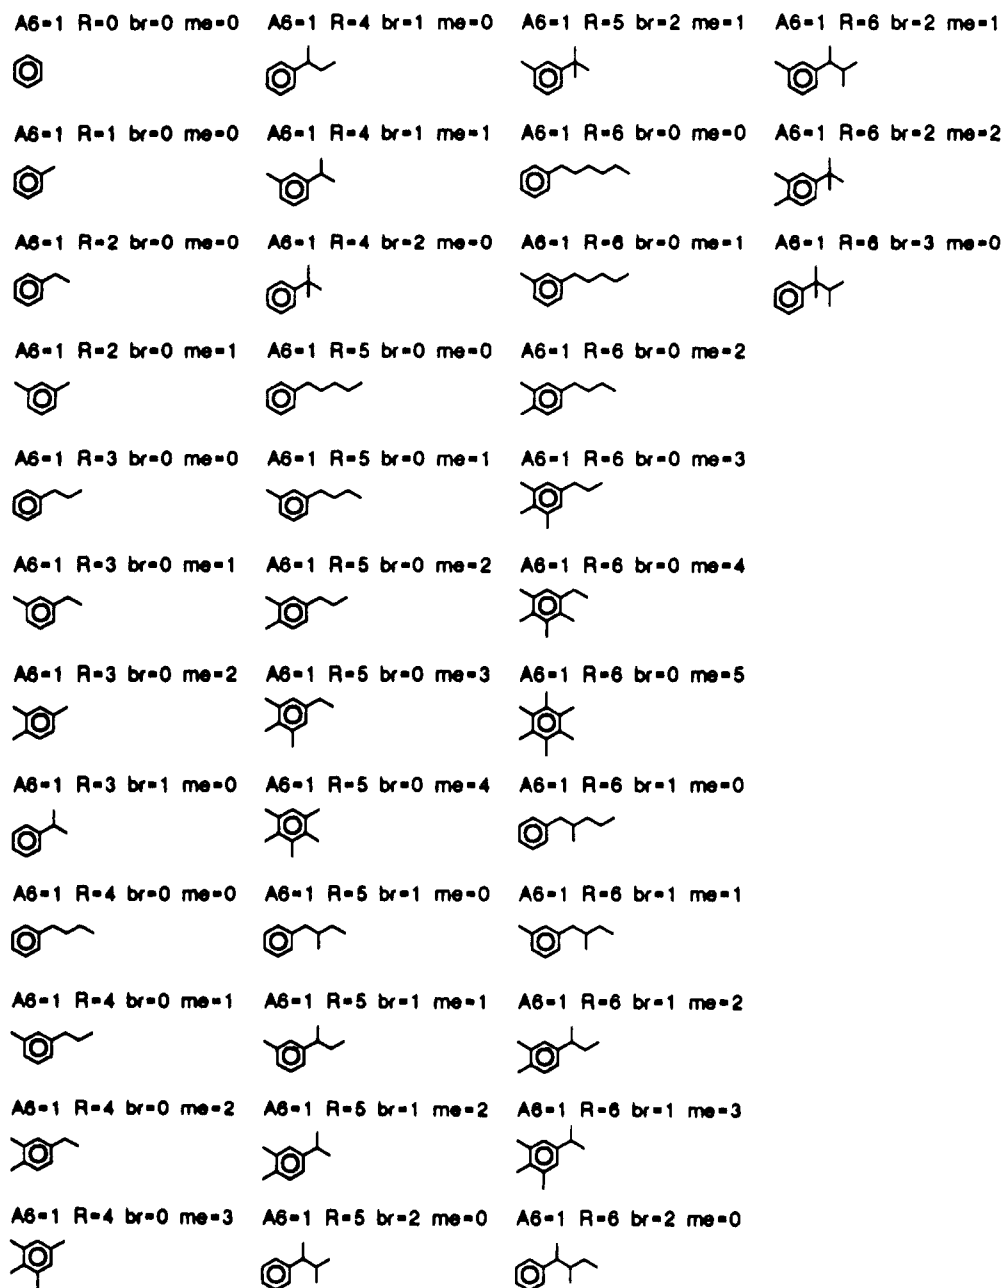 A6=1 R=0 br=0 me=0
A6=1 R=1 br=0 me=0
A6=1 R=2 br=0 me=0
A6=1 R=2 br=0 me=1
A6=1 R=3 br=0 me=0
A6=1 R=3 br=0 me=1
A6=1 R=3 br=0 me=2
A6=1 R=3 br=1 me=0
A6=1 R=4 br=0 me=0
A6=1 R=4 br=0 me=1
A6=1 R=4 br=0 me=2
A6=1 R=4 br=0 me=3
A6=1 R=4 br=1 me=0
A6=1 R=4 br=1 me=1
A6=1 R=4 br=2 me=0
A6=1 R=5 br=0 me=0
A6=1 R=5 br=0 me=1
A6=1 R=5 br=0 me=2
A6=1 R=5 br=0 me=3
A6=1 R=5 br=0 me=4
A6=1 R=5 br=1 me=0
A6=1 R=5 br=1 me=1
A6=1 R=5 br=1 me=2
A6=1 R=5 br=2 me=0
A6=1 R=5 br=2 me=1
A6=1 R=6 br=0 me=0
A6=1 R=6 br=0 me=1
A6=1 R=6 br=0 me=2
A6=1 R=6 br=0 me=3
A6=1 R=6 br=0 me=4
A6=1 R=6 br=0 me=5
A6=1 R=6 br=1 me=0
A6=1 R=6 br=1 me=1
A6=1 R=6 br=1 me=2
A6=1 R=6 br=1 me=3
A6=1 R=6 br=2 me=0
A6=1 R=6 br=2 me=1
A6=1 R=6 br=2 me=2
A6=1 R=6 br=3 me=0